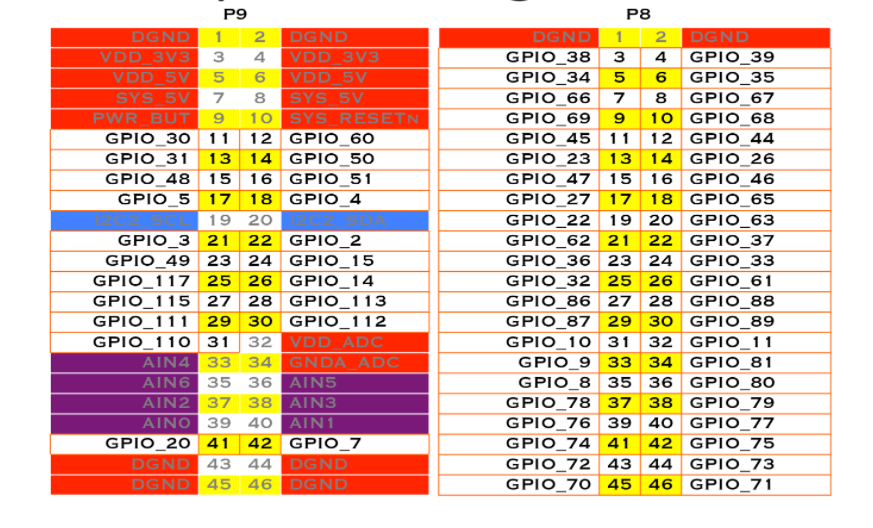 P9 P8
DGND 1 2 DGND DGND 1 2 DGND
VDD_3V3 3 4 VDD_3V3 GPIO_38 3 4 GPIO_39
VDD_5V 5 6 VDD_5V GPIO_34 5 6 GPIO_35
SYS_5V 7 8 SYS_5V GPIO_66 7 8 GPIO_67
PWR_BUT 9 10 SYS_RESETN GPIO_69 9 10 GPIO_68
GPIO_30 11 12 GPIO_60 GPIO_45 11 12 GPIO_44
GPIO_31 13 14 GPIO_50 GPIO_23 13 14 GPIO_26
GPIO_48 15 16 GPIO_51 GPIO_47 15 16 GPIO_46
GPIO_5 17 18 GPIO_4 GPIO_27 17 18 GPIO_65
I2C2_SCL 19 20 I2C2_SDA GPIO_22 19 20 GPIO_63
GPIO_3 21 22 GPIO_2 GPIO_62 21 22 GPIO_37
GPIO_49 23 24 GPIO_15 GPIO_36 23 24 GPIO_33
GPIO_117 25 26 GPIO_14 GPIO_32 25 26 GPIO_61
GPIO_115 27 28 GPIO_113 GPIO_86 27 28 GPIO_88
GPIO_111 29 30 GPIO_112 GPIO_87 29 30 GPIO_89
GPIO_110 31 32 VDD_ADC GPIO_10 31 32 GPIO_11
AIN4 33 34 GNDA_ADC GPIO_9 33 34 GPIO_81
AIN6 35 36 AIN5 GPIO_8 35 36 GPIO_80
AIN2 37 38 AIN3 GPIO_78 37 38 GPIO_79
AIN0 39 40 AIN1 GPIO_76 39 40 GPIO_77
GPIO_20 41 42 GPIO_7 GPIO_74 41 42 GPIO_75
DGND 43 44 DGND GPIO_72 43 44 GPIO_73
DGND 45 46 DGND GPIO_70 45 46 GPIO_71